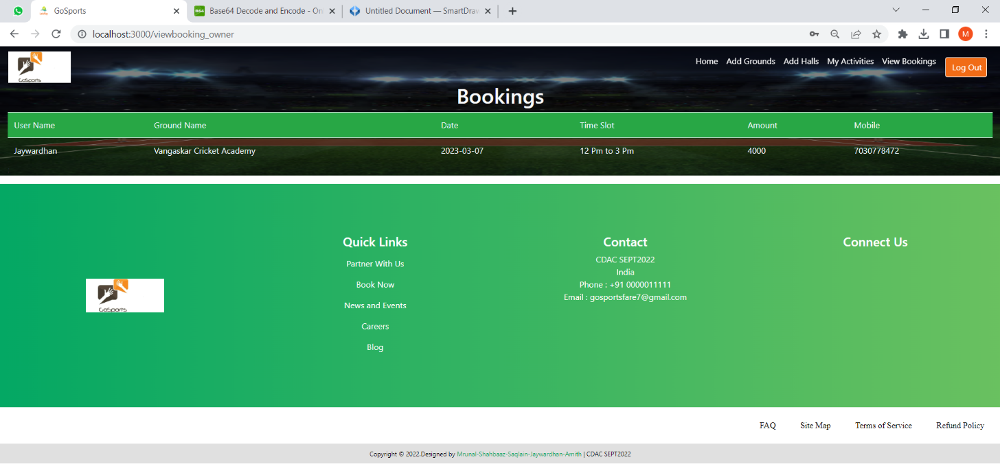 GoSports
Base64 Decode and Encode - On
Untitled Document — SmartDraw
localhost:3000/viewbooking_owner
M
GoSports
Home Add Grounds Add Halls My Activities View Bookings Log Out
Bookings
User Name Ground Name Date Time Slot Amount Mobile
Jaywardhan Vangaskar Cricket Academy 2023-03-07 12 Pm to 3 Pm 4000 7030778472
Quick Links
Partner With Us
Book Now
News and Events
Careers
Blog
Contact
CDAC SEPT2022
India
Phone : +91 0000011111
Email : gosportsfare7@gmail.com
Connect Us
GoSports
FAQ Site Map Terms of Service Refund Policy
Copyright © 2022.Designed by Mrunal-Shahbaaz-Saqlain-Jaywardhan-Amith | CDAC SEPT2022